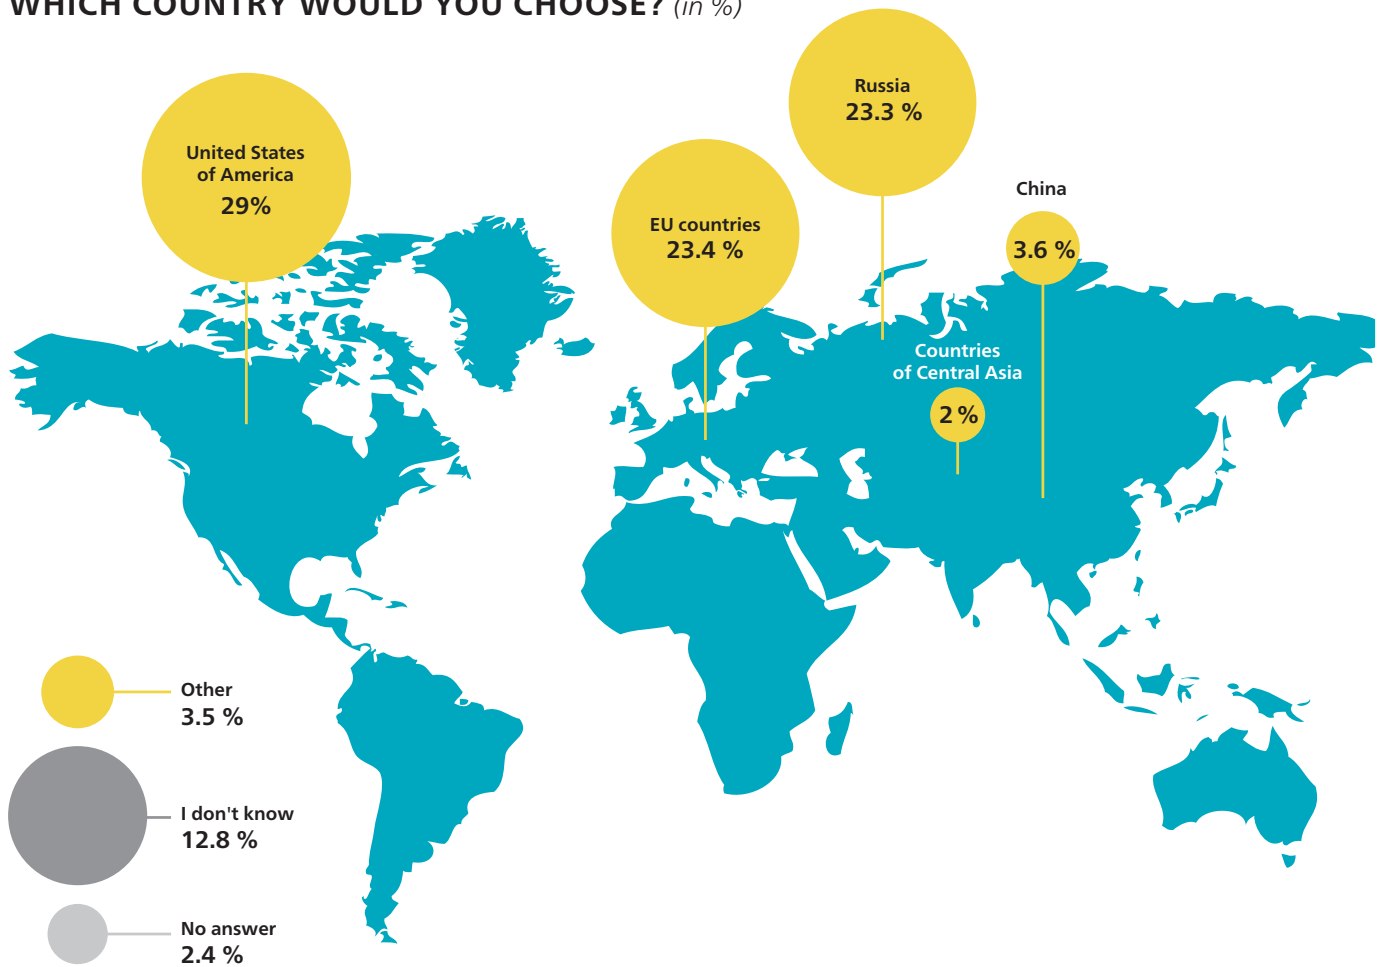 WHICH COUNTRY WOULD YOU CHOOSE? (in %)
United States
of America
29%
EU countries
23.4 %
Russia
23.3 %
China
3.6 %
Countries
of Central Asia
2 %
Other
3.5 %
I don't know
12.8 %
No answer
2.4 %